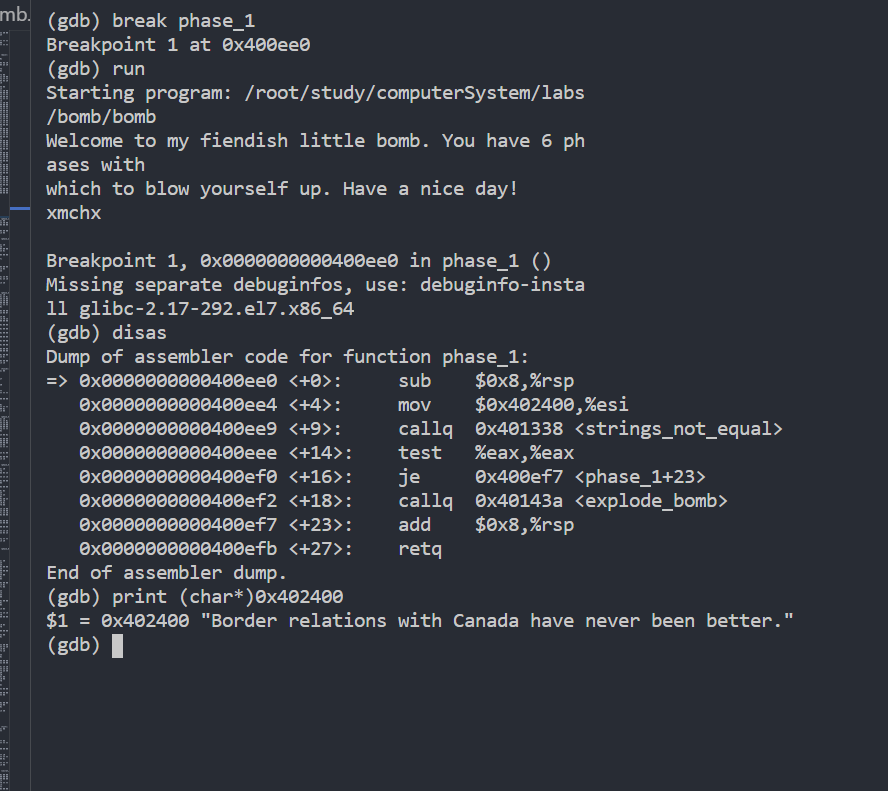 mb.
(gdb) break phase_1
Breakpoint 1 at 0x400ee0
(gdb) run
Starting program: /root/study/computerSystem/labs
/bomb/bomb
Welcome to my fiendish little bomb. You have 6 ph
ases with
which to blow yourself up. Have a nice day!
xmchx

Breakpoint 1, 0x0000000000400ee0 in phase_1 ()
Missing separate debuginfos, use: debuginfo-insta
ll glibc-2.17-292.el7.x86_64
(gdb) disas
Dump of assembler code for function phase_1:
=> 0x0000000000400ee0 <+0>:     sub    $0x8,%rsp
   0x0000000000400ee4 <+4>:     mov    $0x402400,%esi
   0x0000000000400ee9 <+9>:     callq  0x401338 <strings_not_equal>
   0x0000000000400eee <+14>:    test   %eax,%eax
   0x0000000000400ef0 <+16>:    je     0x400ef7 <phase_1+23>
   0x0000000000400ef2 <+18>:    callq  0x40143a <explode_bomb>
   0x0000000000400ef7 <+23>:    add    $0x8,%rsp
   0x0000000000400efb <+27>:    retq
End of assembler dump.
(gdb) print (char*)0x402400
$1 = 0x402400 "Border relations with Canada have never been better."
(gdb)